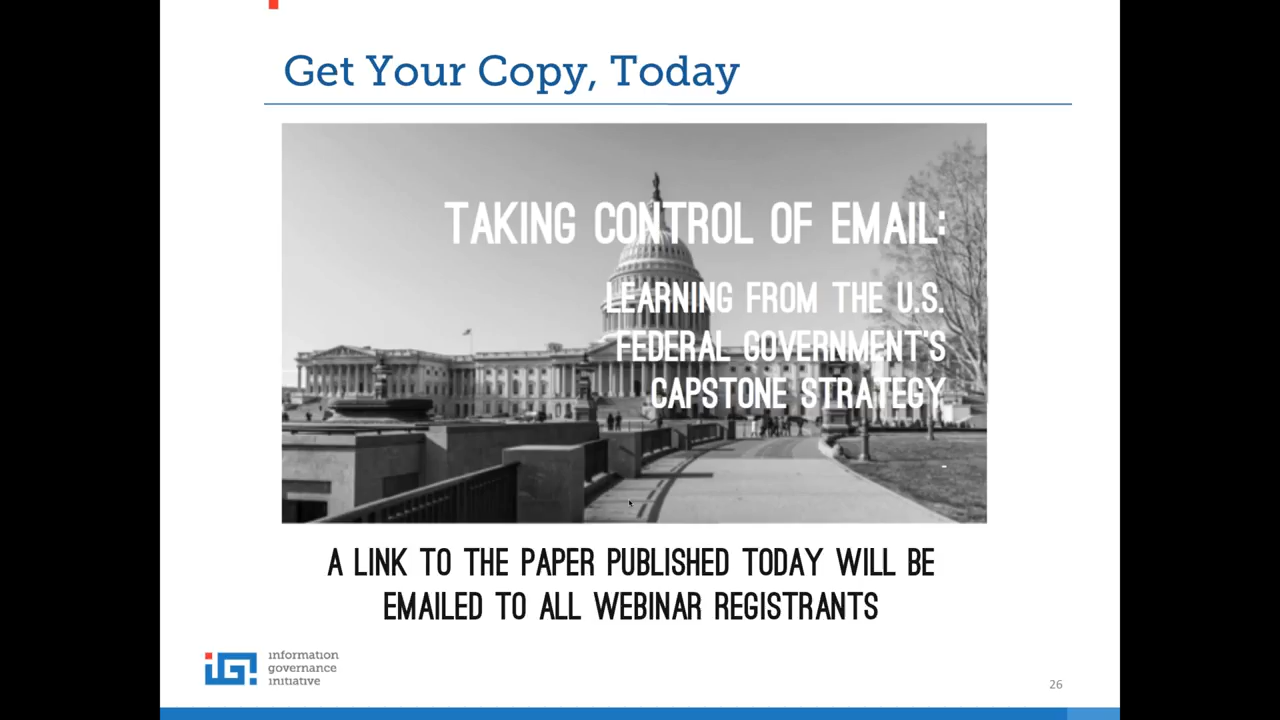 Get Your Copy, Today
TAKING CONTROL OF EMAIL:
LEARNING FROM THE U.S.
FEDERAL GOVERNMENT'S
CAPSTONE STRATEGY
A LINK TO THE PAPER PUBLISHED TODAY WILL BE
EMAILED TO ALL WEBINAR REGISTRANTS
iGi
information
governance
initiative
26